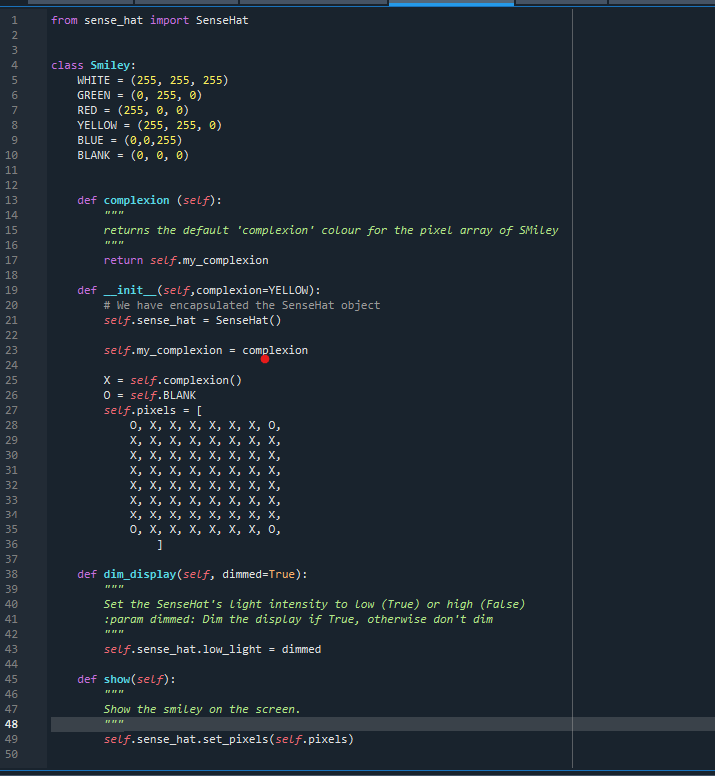 1 from sense_hat import SenseHat
2
3
4 class Smiley:
5     WHITE = (255, 255, 255)
6     GREEN = (0, 255, 0)
7     RED = (255, 0, 0)
8     YELLOW = (255, 255, 0)
9     BLUE = (0,0,255)
10     BLANK = (0, 0, 0)
11
12
13     def complexion (self):
14         """
15         returns the default 'complexion' colour for the pixel array of SMiley
16         """
17         return self.my_complexion
18
19     def __init__(self,complexion=YELLOW):
20         # We have encapsulated the SenseHat object
21         self.sense_hat = SenseHat()
22
23         self.my_complexion = complexion
24
25         X = self.complexion()
26         O = self.BLANK
27         self.pixels = [
28             O, X, X, X, X, X, X, O,
29             X, X, X, X, X, X, X, X,
30             X, X, X, X, X, X, X, X,
31             X, X, X, X, X, X, X, X,
32             X, X, X, X, X, X, X, X,
33             X, X, X, X, X, X, X, X,
34             X, X, X, X, X, X, X, X,
35             O, X, X, X, X, X, X, O,
36                 ]
37
38     def dim_display(self, dimmed=True):
39         """
40         Set the SenseHat's light intensity to low (True) or high (False)
41         :param dimmed: Dim the display if True, otherwise don't dim
42         """
43         self.sense_hat.low_light = dimmed
44
45     def show(self):
46         """
47         Show the smiley on the screen.
48         """
49         self.sense_hat.set_pixels(self.pixels)
50